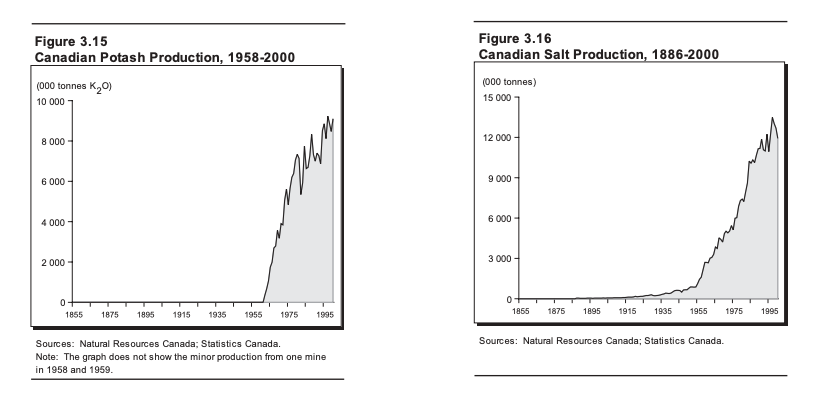 Figure 3.15
Canadian Potash Production, 1958-2000
(000 tonnes K2O)
10 000
8 000
6 000
4 000
2 000
0
1855 1875 1895 1915 1935 1955 1975 1995
Sources: Natural Resources Canada; Statistics Canada.
Note: The graph does not show the minor production from one mine
in 1958 and 1959.
Figure 3.16
Canadian Salt Production, 1886-2000
(000 tonnes)
15 000
12 000
9 000
6 000
3 000
0
1855 1875 1895 1915 1935 1955 1975 1995
Sources: Natural Resources Canada; Statistics Canada.